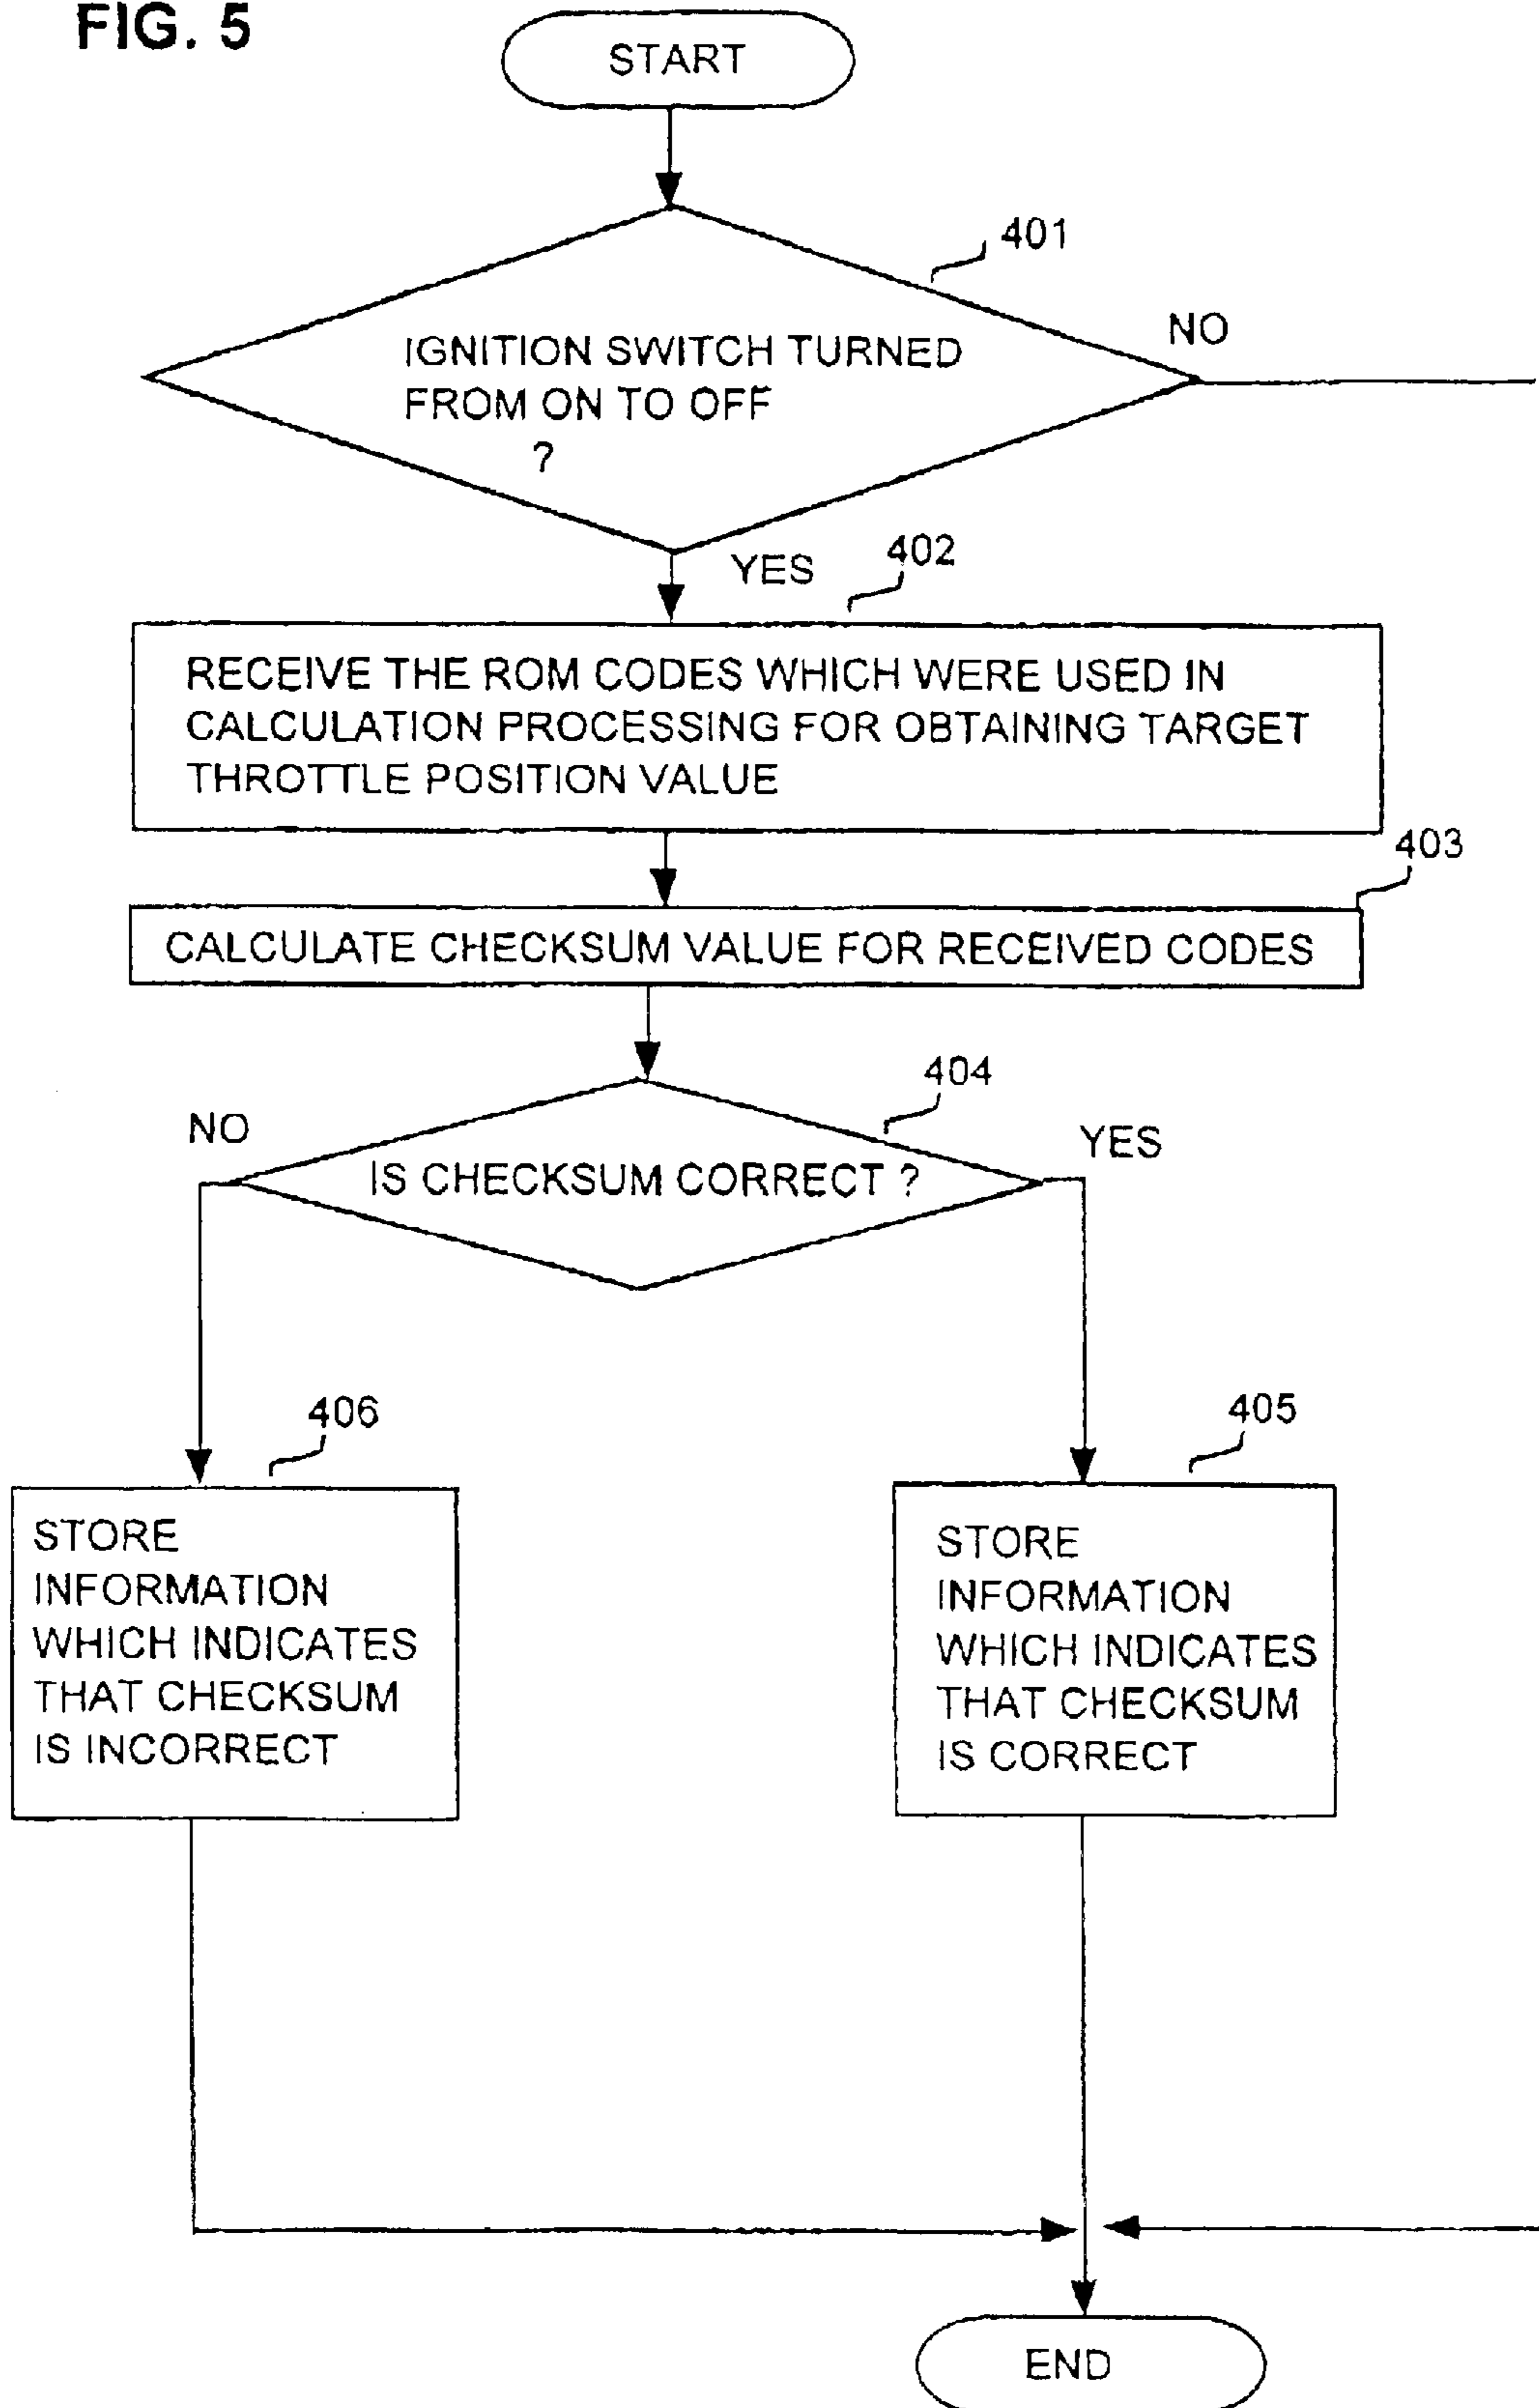 FIG. 5
START
401
NO
IGNITION SWITCH TURNED
FROM ON TO OFF
?
YES
402
RECEIVE THE ROM CODES WHICH WERE USED IN
CALCULATION PROCESSING FOR OBTAINING TARGET
THROTTLE POSITION VALUE
403
CALCULATE CHECKSUM VALUE FOR RECEIVED CODES
404
NO
YES
IS CHECKSUM CORRECT ?
406
STORE
INFORMATION
WHICH INDICATES
THAT CHECKSUM
IS INCORRECT
405
STORE
INFORMATION
WHICH INDICATES
THAT CHECKSUM
IS CORRECT
END